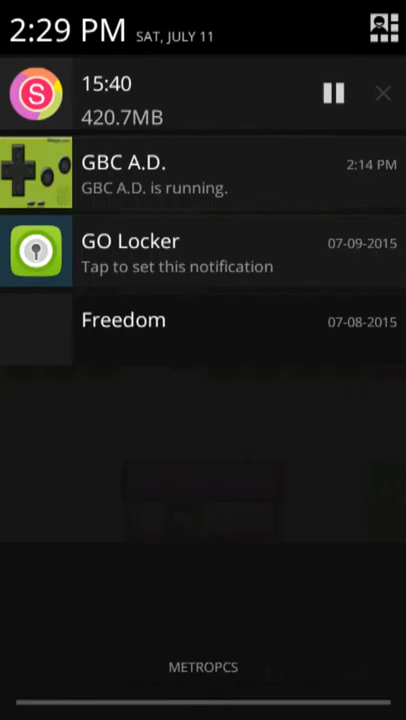 2:29 PM SAT, JULY 11
S
15:40
420.7MB
GBC A.D. 2:14 PM
GBC A.D. is running.
GO Locker 07-09-2015
Tap to set this notification
Freedom 07-08-2015
METROPCS